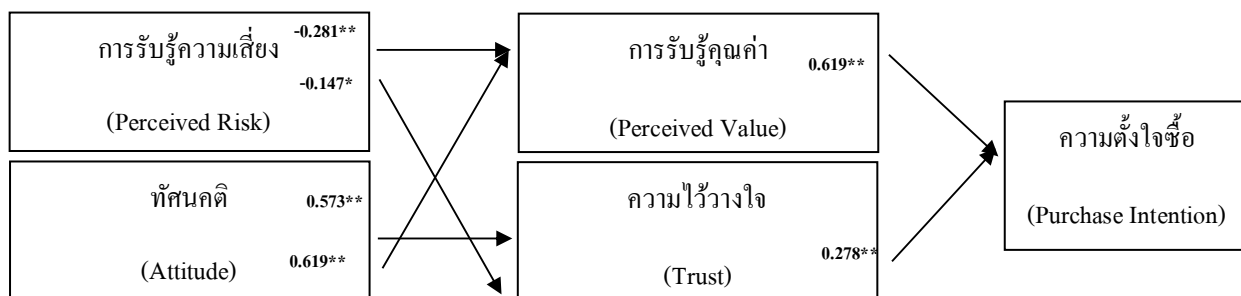 -0.281**
การรับรู้ความเสี่ยง
-0.147*
(Perceived Risk)
การรับรู้คุณค่า
0.619**
(Perceived Value)
ความตั้งใจซื้อ
(Purchase Intention)
ทัศนคติ
0.573**
(Attitude)
0.619**
ความไว้วางใจ
0.278**
(Trust)